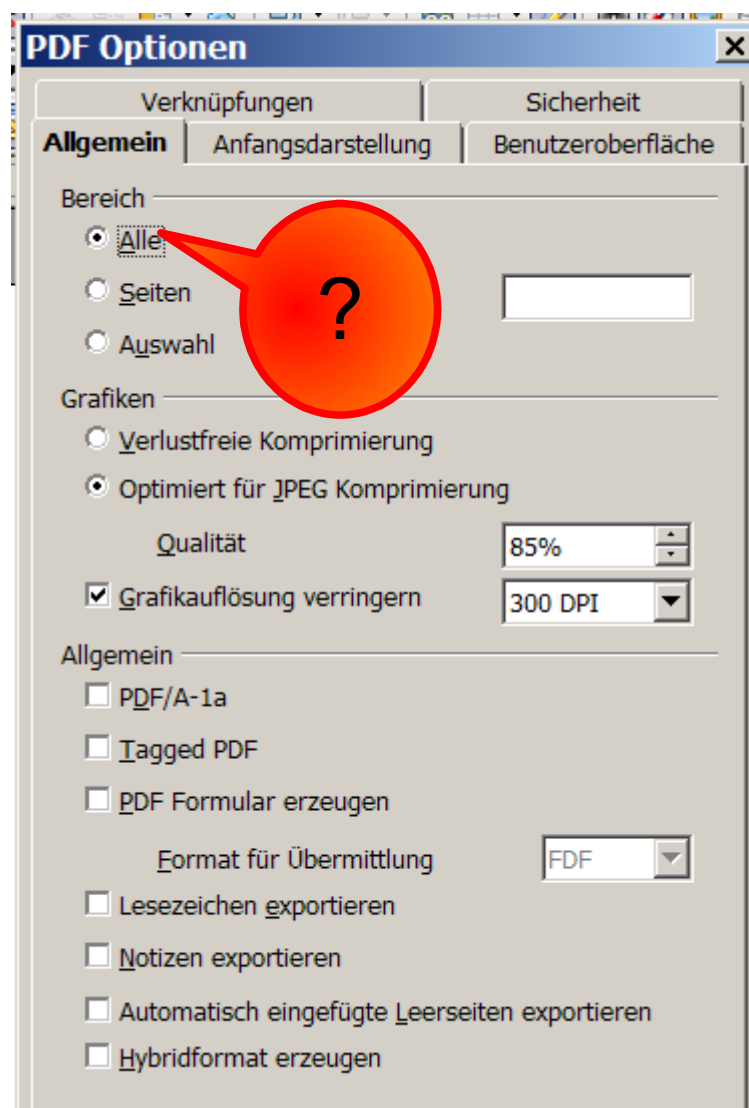 PDF Optionen
Verknüpfungen Sicherheit
Allgemein Anfangsdarstellung Benutzeroberfläche
Bereich
Alle
Seiten
?
Auswahl
Grafiken
Verlustfreie Komprimierung
Optimiert für JPEG Komprimierung
Qualität 85%
Grafikauflösung verringern 300 DPI
Allgemein
PDF/A-1a
Tagged PDF
PDF Formular erzeugen
Format für Übermittlung FDF
Lesezeichen exportieren
Notizen exportieren
Automatisch eingefügte Leerseiten exportieren
Hybridformat erzeugen